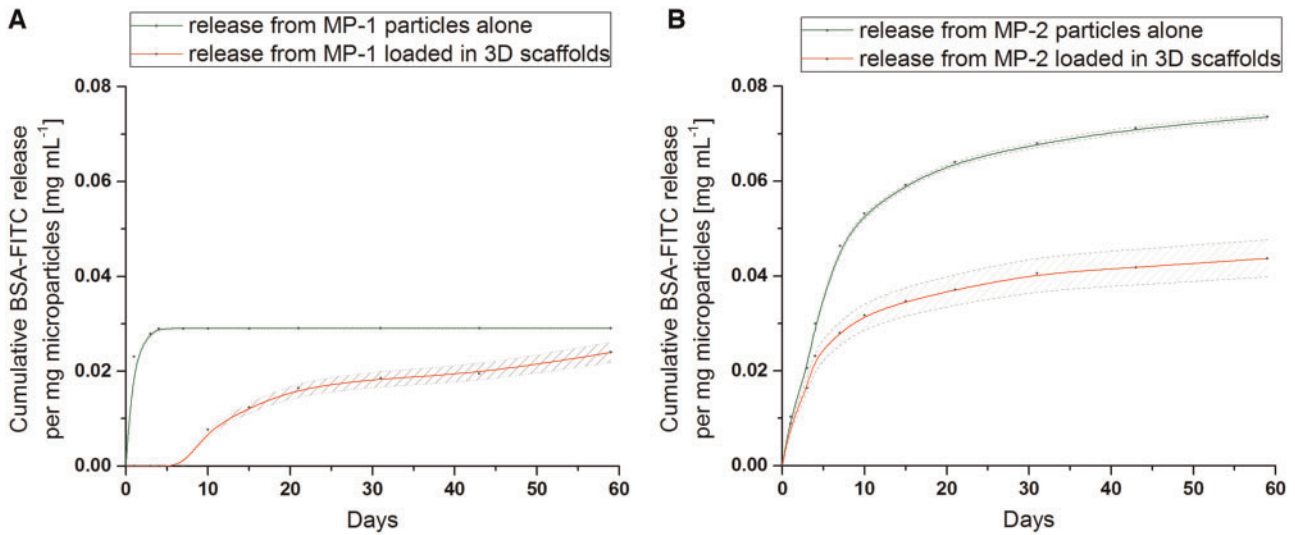 A
release from MP-1 particles alone
release from MP-1 loaded in 3D scaffolds
Cumulative BSA-FITC release
per mg microparticles [mg mL⁻¹]
0.08
0.06
0.04
0.02
0.00
0 10 20 30 40 50 60
Days
B
release from MP-2 particles alone
release from MP-2 loaded in 3D scaffolds
Cumulative BSA-FITC release
per mg microparticles [mg mL⁻¹]
0.08
0.06
0.04
0.02
0.00
0 10 20 30 40 50 60
Days